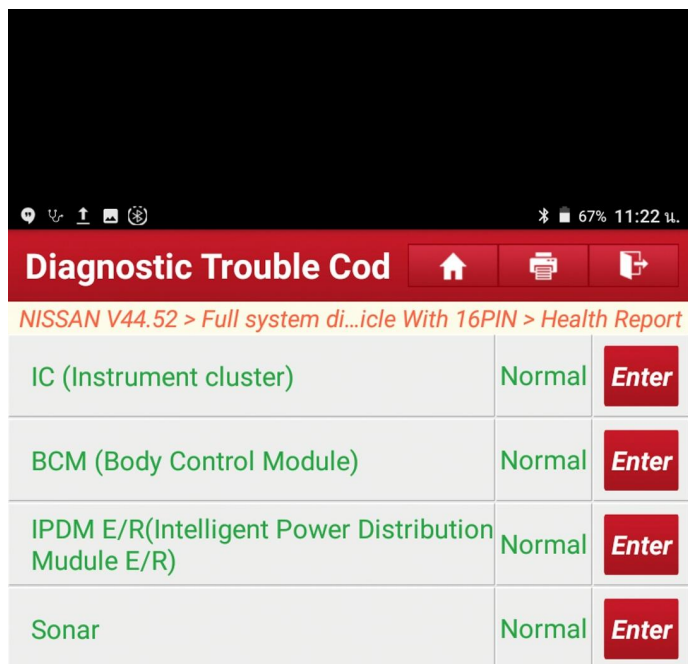 67% 11:22 น.
Diagnostic Trouble Cod
NISSAN V44.52 > Full system di...icle With 16PIN > Health Report
IC (Instrument cluster) Normal Enter
BCM (Body Control Module) Normal Enter
IPDM E/R(Intelligent Power Distribution
Mudule E/R) Normal Enter
Sonar Normal Enter